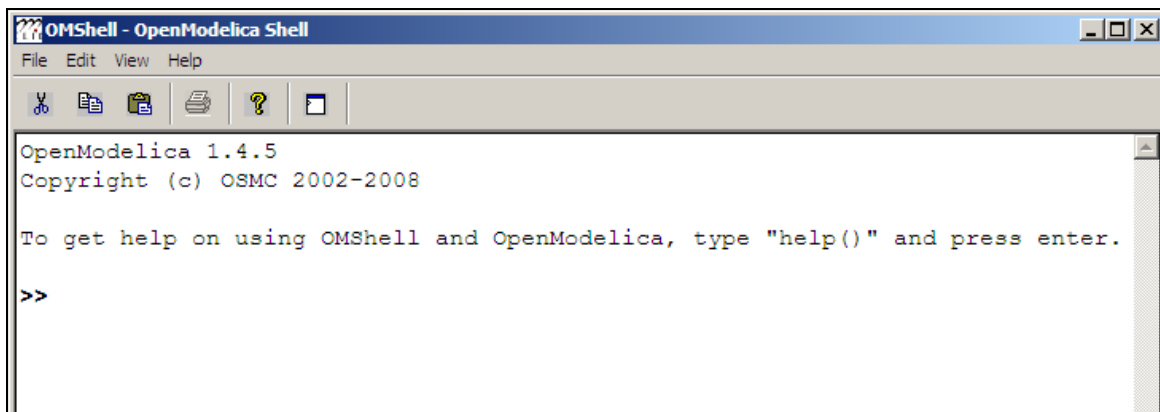 OMShell - OpenModelica Shell
File Edit View Help
OpenModelica 1.4.5
Copyright (c) OSMC 2002-2008
To get help on using OMShell and OpenModelica, type "help()" and press enter.
>>